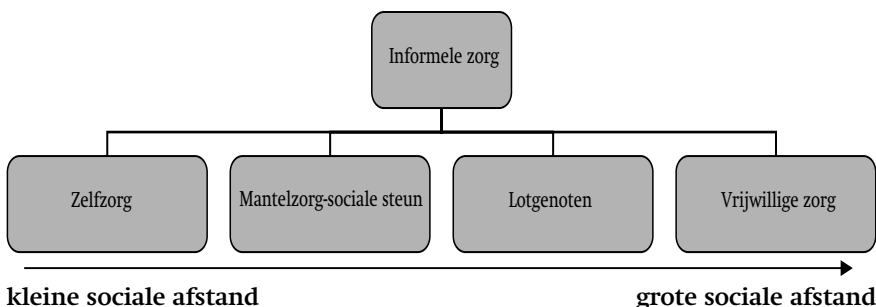 Informele zorg
Zelfzorg
Mantelzorg-sociale steun
Lotgenoten
Vrijwillige zorg
kleine sociale afstand
grote sociale afstand